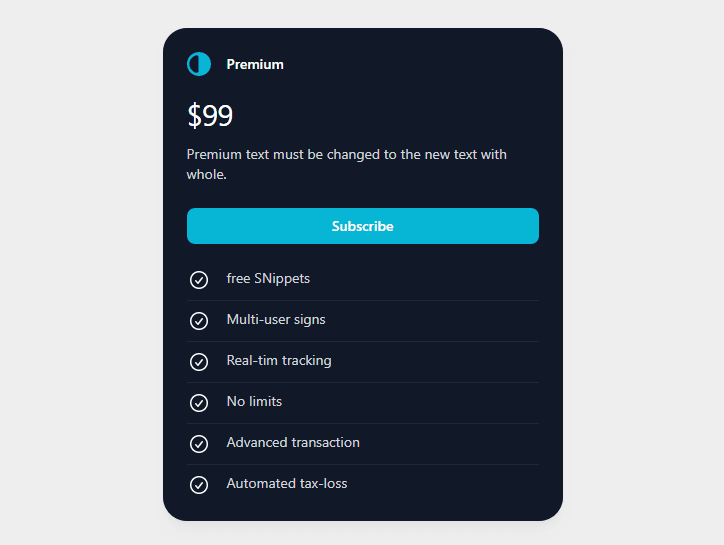 Premium
$99
Premium text must be changed to the new text with
whole.
Subscribe
free SNippets
Multi-user signs
Real-tim tracking
No limits
Advanced transaction
Automated tax-loss